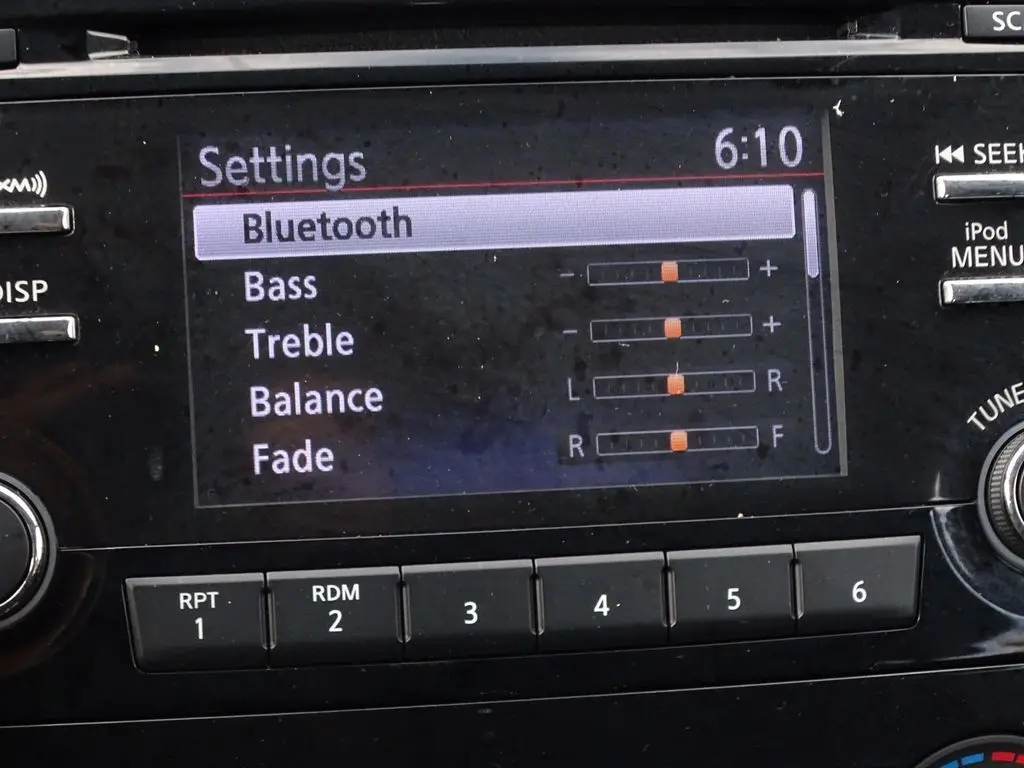 SC
Settings 6:10
SEEK
Bluetooth
iPod
MENU
Bass - +
DISP
Treble - +
Balance L R
TUNE
Fade R F
RPT
1
RDM
2
3
4
5
6